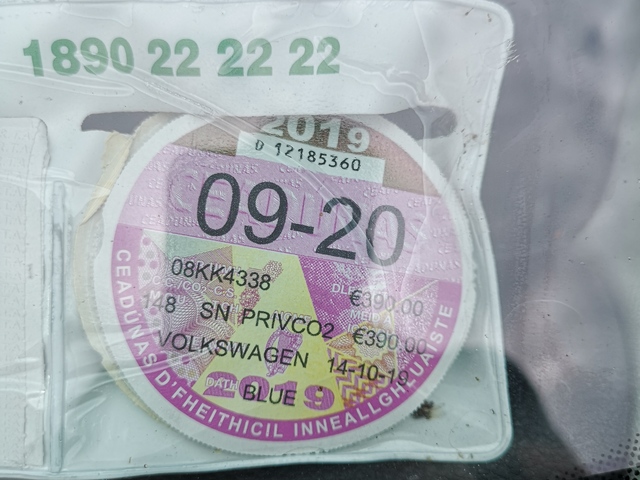 1890 22 22 22
2019
D 12185360
09-20
08KK4338 €390.00
148 SN PRIVCO2 €390.00
VOLKSWAGEN 14-10-19
BLUE
2019
CEADÚNAS D'FHEITHICIL INNEALLGHLUAISTE